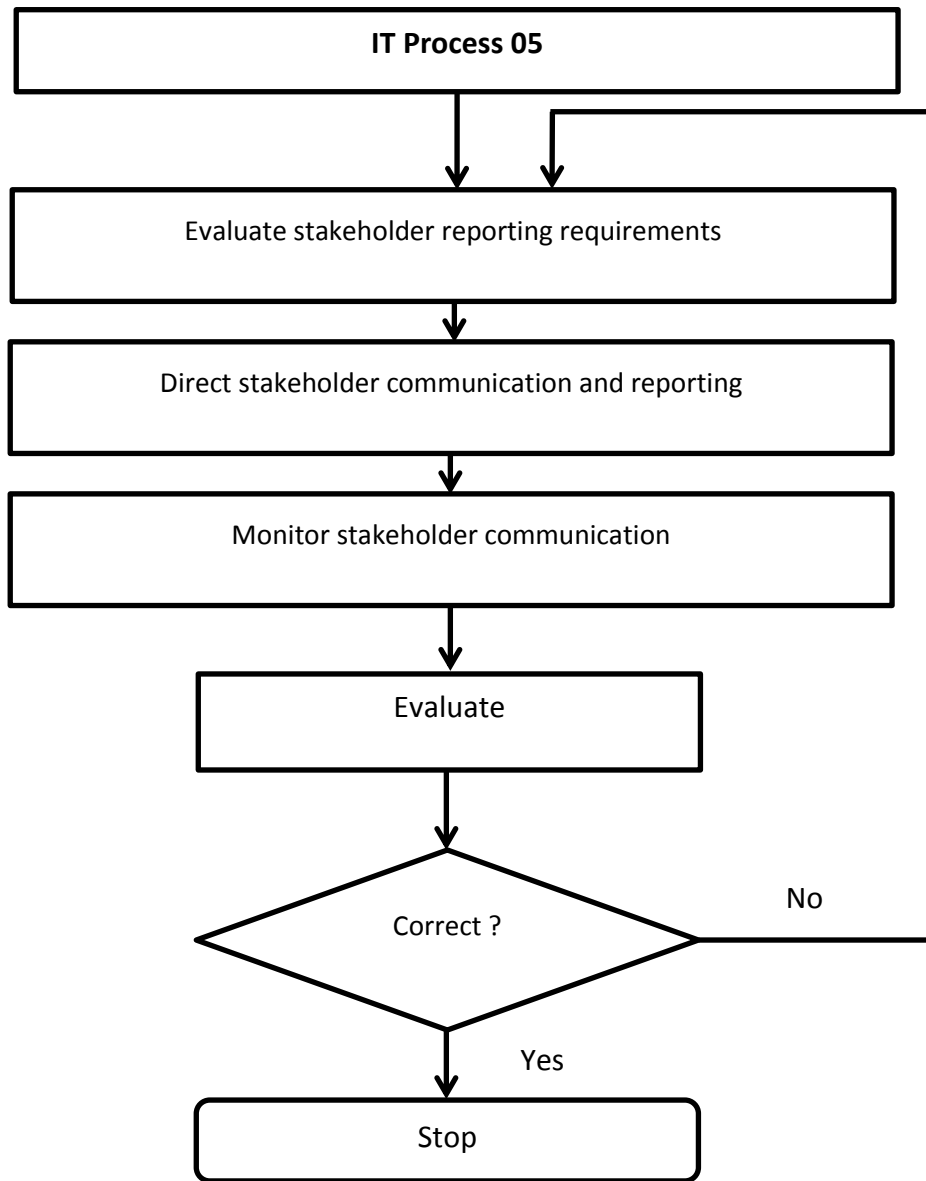 IT Process 05
Evaluate stakeholder reporting requirements
Direct stakeholder communication and reporting
Monitor stakeholder communication
Evaluate
Correct ?
No
Yes
Stop